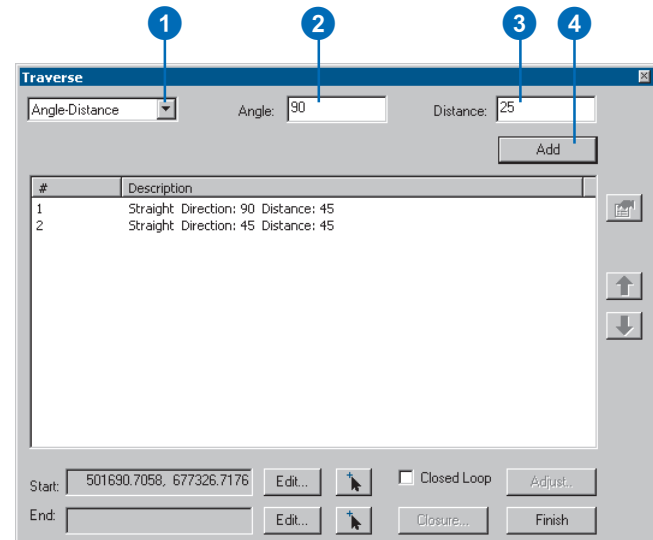 1 2 3 4
Traverse
Angle-Distance Angle: 90 Distance: 25
Add
# Description
1 Straight Direction: 90 Distance: 45
2 Straight Direction: 45 Distance: 45
Start: 501690.7058, 677326.7176 Edit... Closed Loop Adjust..
End: Edit... Closure... Finish